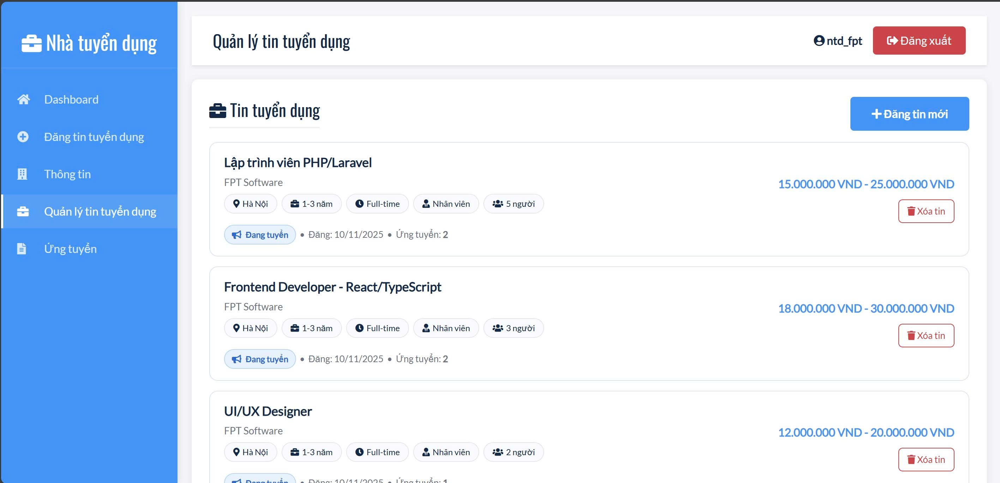 Nhà tuyển dụng
Dashboard
Đăng tin tuyển dụng
Thông tin
Quản lý tin tuyển dụng
Ứng tuyển
Quản lý tin tuyển dụng
ntd_fpt
Đăng xuất
Tin tuyển dụng
Đăng tin mới
Lập trình viên PHP/Laravel
FPT Software
Hà Nội 1-3 năm Full-time Nhân viên 5 người
Đang tuyển • Đăng: 10/11/2025 • Ứng tuyển: 2
15.000.000 VND - 25.000.000 VND
Xóa tin
Frontend Developer - React/TypeScript
FPT Software
Hà Nội 1-3 năm Full-time Nhân viên 3 người
Đang tuyển • Đăng: 10/11/2025 • Ứng tuyển: 2
18.000.000 VND - 30.000.000 VND
Xóa tin
UI/UX Designer
FPT Software
Hà Nội 1-3 năm Full-time Nhân viên 2 người
Đang tuyển • Đăng: 10/11/2025 • Ứng tuyển: 1
12.000.000 VND - 20.000.000 VND
Xóa tin